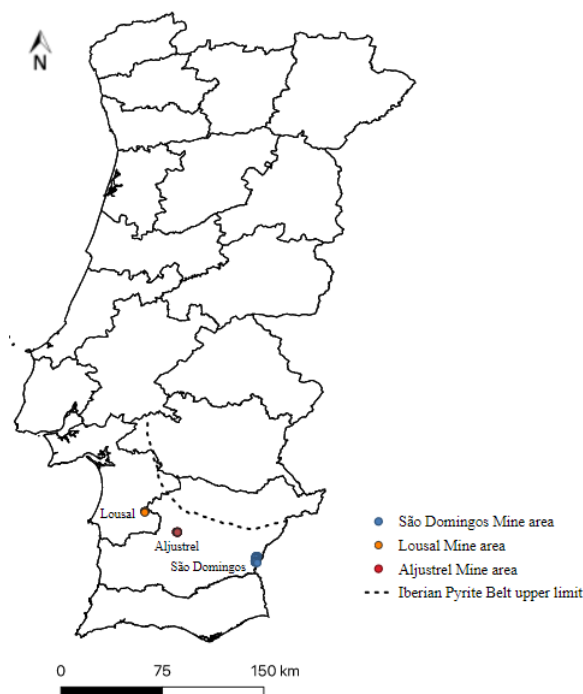 N
Lousal
Aljustrel
São Domingos
São Domingos Mine area
Lousal Mine area
Aljustrel Mine area
Iberian Pyrite Belt upper limit
0 75 150 km